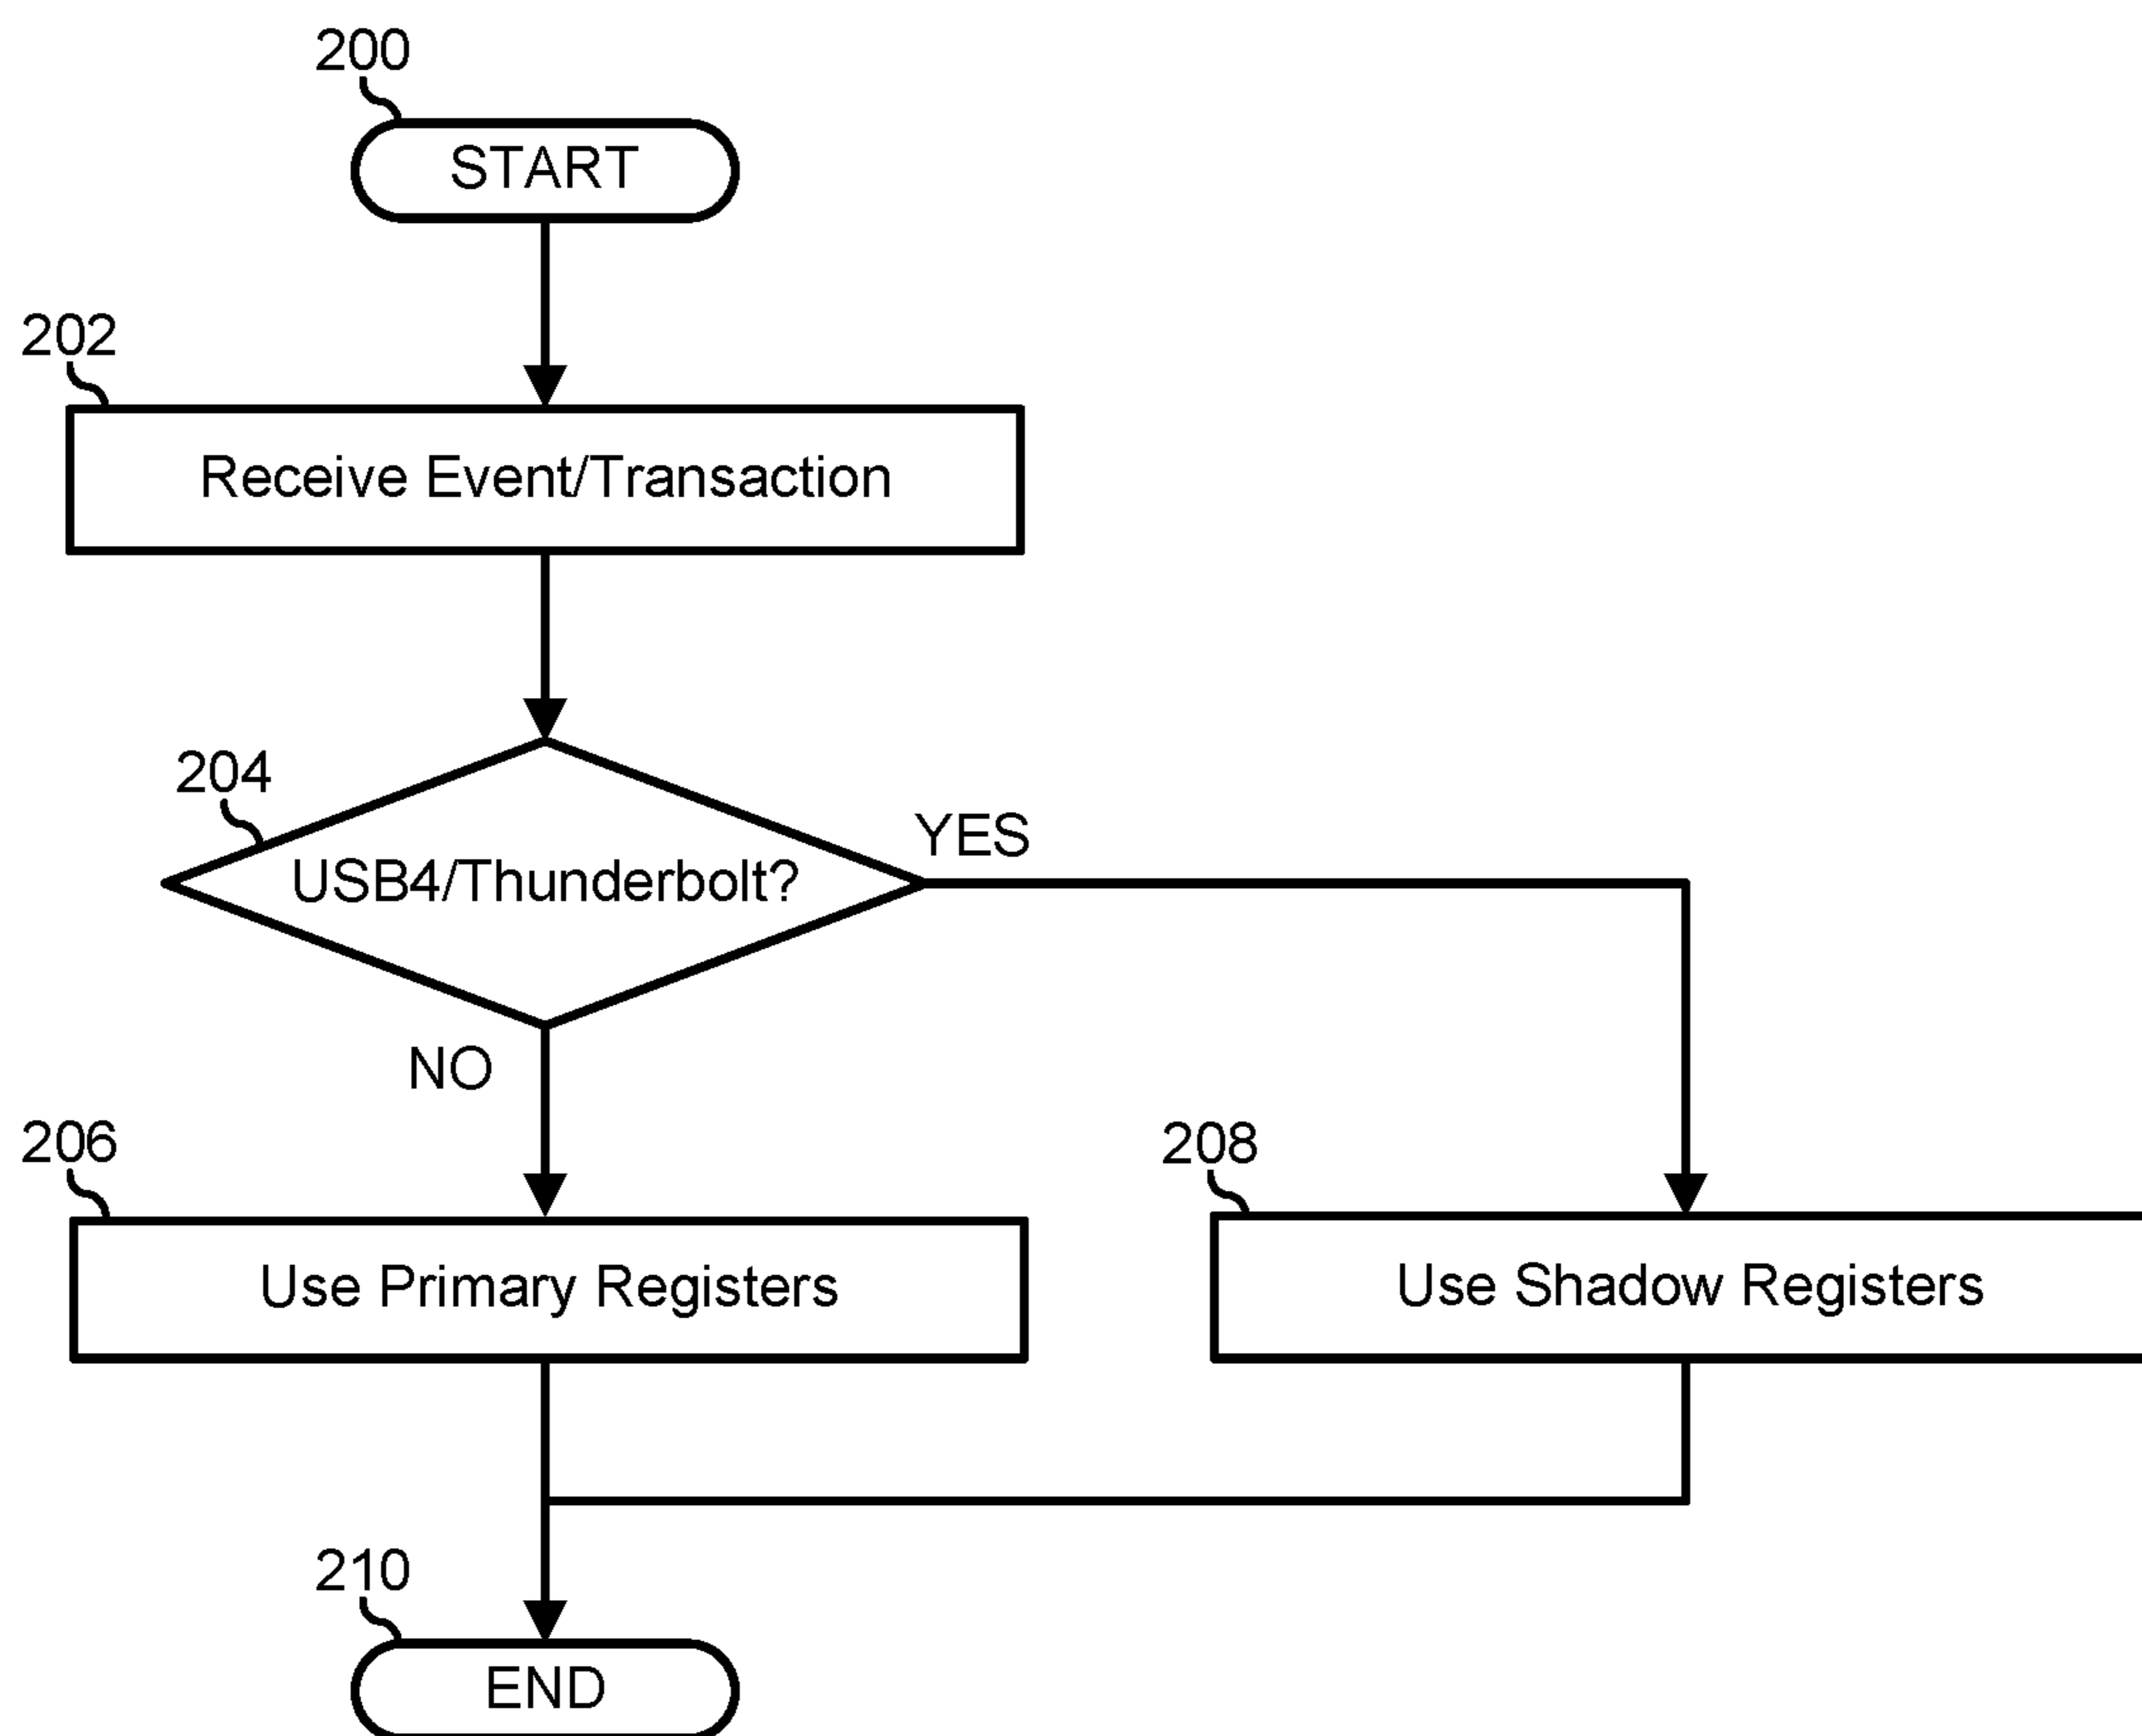 200
START
202
Receive Event/Transaction
204
USB4/Thunderbolt?
YES
NO
206
Use Primary Registers
208
Use Shadow Registers
210
END